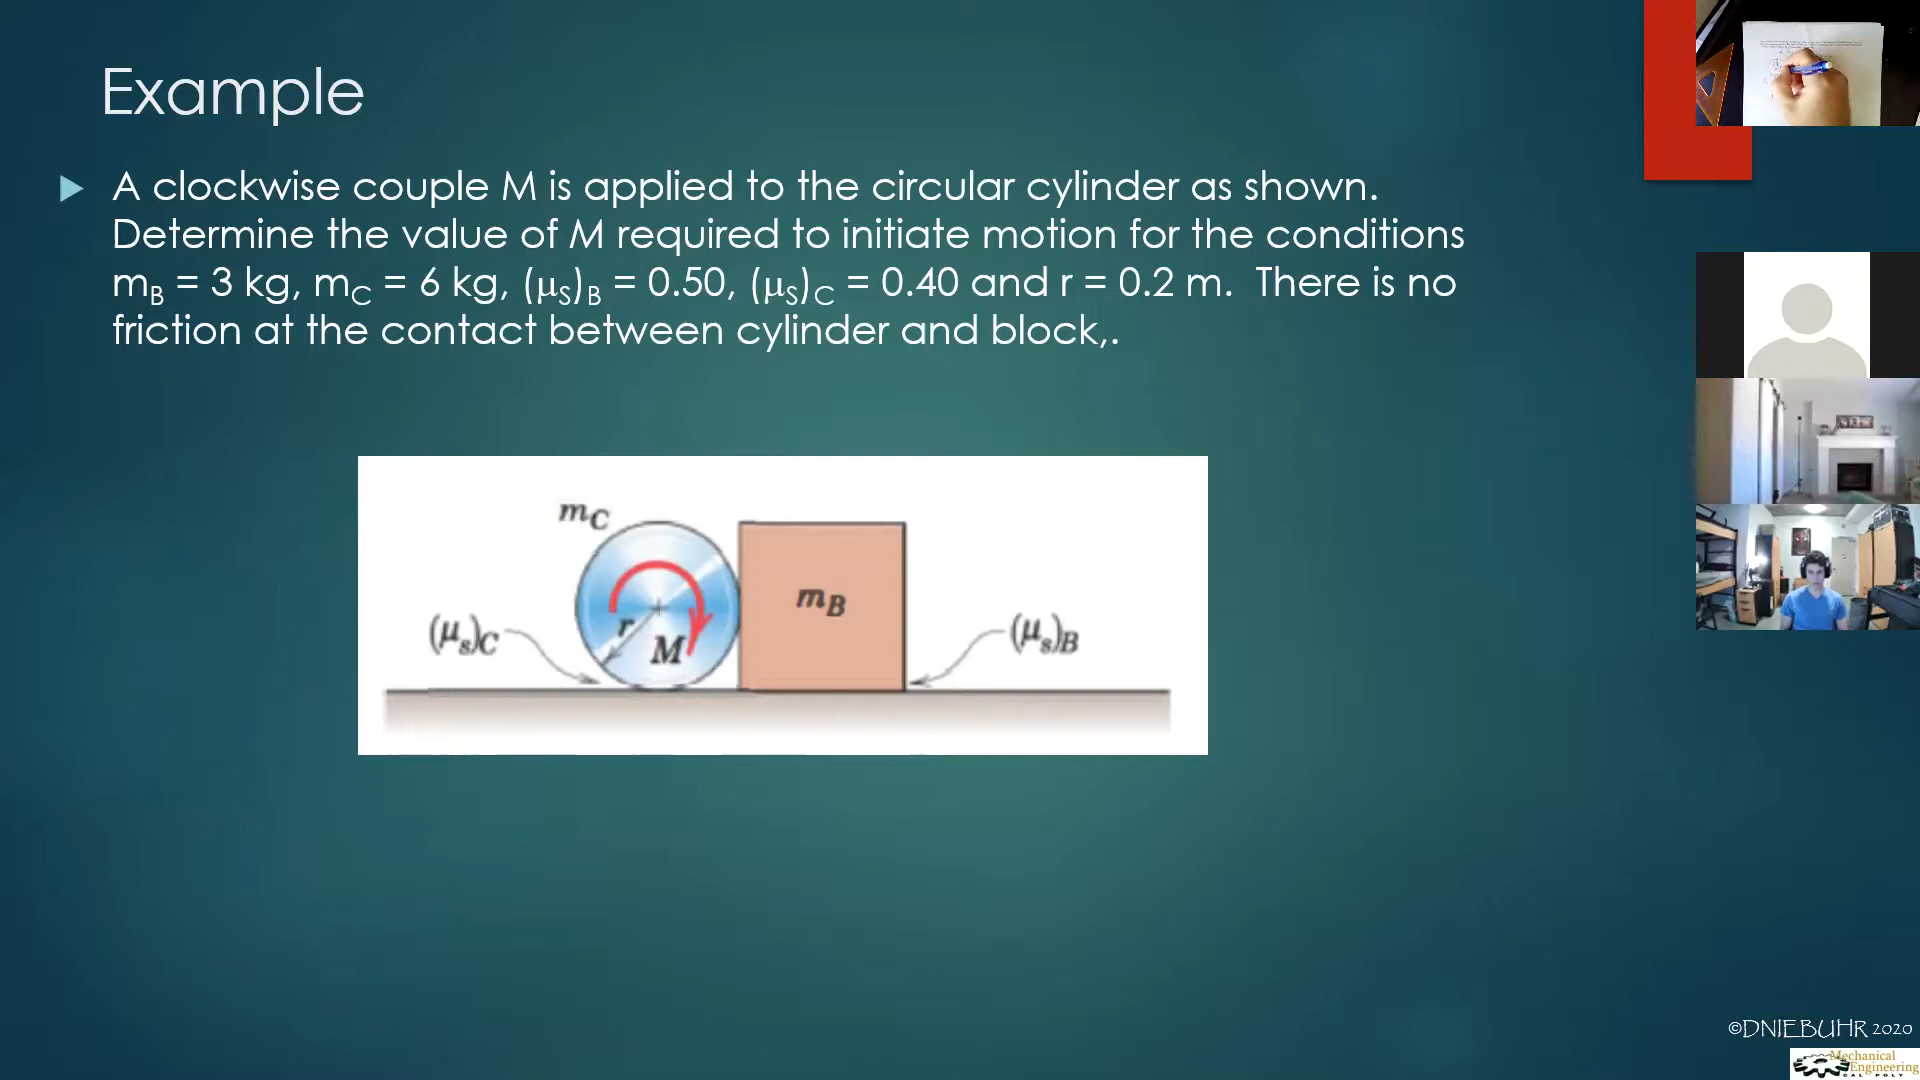 Example
A clockwise couple M is applied to the circular cylinder as shown.
Determine the value of M required to initiate motion for the conditions
m_B = 3 kg, m_C = 6 kg, (μ_S)_B = 0.50, (μ_S)_C = 0.40 and r = 0.2 m. There is no
friction at the contact between cylinder and block,.
m_C
m_B
(μ_s)_C
r
M
(μ_s)_B
©DNIEBUHR 2020
Mechanical
Engineering
CAL POLY